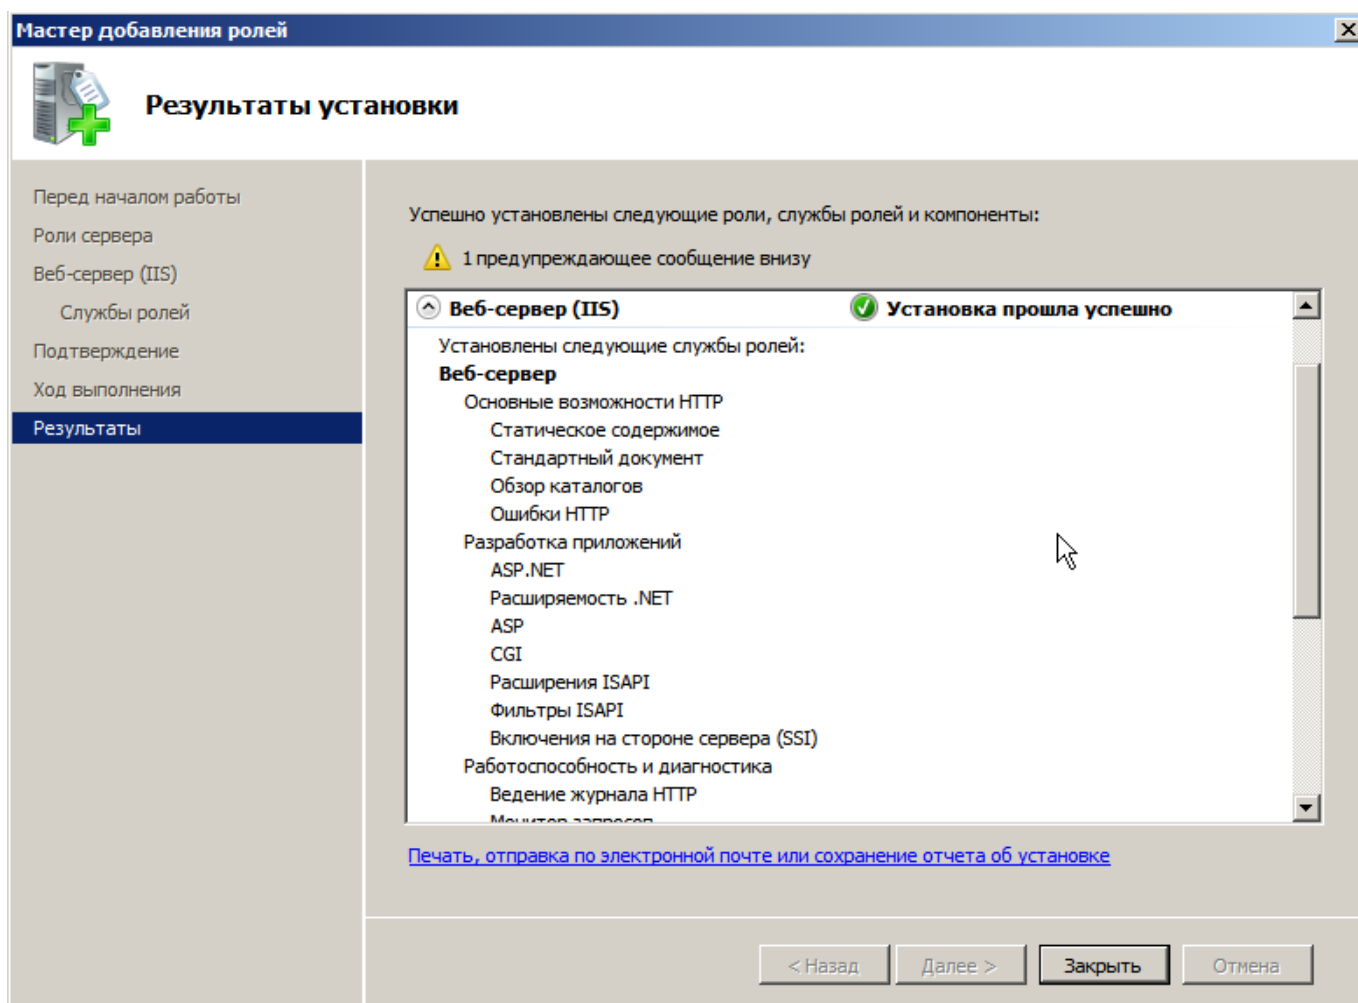 Мастер добавления ролей
Результаты установки
Перед началом работы
Роли сервера
Веб-сервер (IIS)
Службы ролей
Подтверждение
Ход выполнения
Результаты
Успешно установлены следующие роли, службы ролей и компоненты:
1 предупреждающее сообщение внизу
Веб-сервер (IIS) Установка прошла успешно
Установлены следующие службы ролей:
Веб-сервер
Основные возможности HTTP
Статическое содержимое
Стандартный документ
Обзор каталогов
Ошибки HTTP
Разработка приложений
ASP.NET
Расширяемость .NET
ASP
CGI
Расширения ISAPI
Фильтры ISAPI
Включения на стороне сервера (SSI)
Работоспособность и диагностика
Ведение журнала HTTP
Монитор запросов
Печать, отправка по электронной почте или сохранение отчета об установке
< Назад Далее > Закрыть Отмена